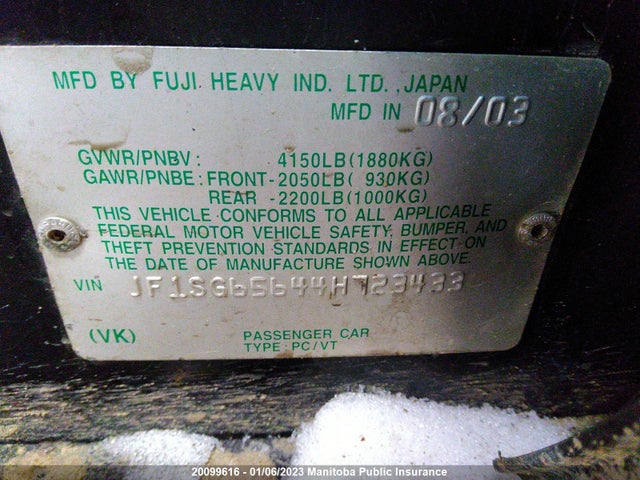 MFD BY FUJI HEAVY IND. LTD. JAPAN
MFD IN 08/03
GVWR/PNBV: 4150LB(1880KG)
GAWR/PNBE: FRONT-2050LB( 930KG)
REAR -2200LB(1000KG)
THIS VEHICLE CONFORMS TO ALL APPLICABLE
FEDERAL MOTOR VEHICLE SAFETY, BUMPER, AND
THEFT PREVENTION STANDARDS IN EFFECT ON
THE DATE OF MANUFACTURE SHOWN ABOVE.
VIN JF1SG65644H723433
(VK) PASSENGER CAR
TYPE: PC/VT
20099616 - 01/06/2023 Manitoba Public Insurance